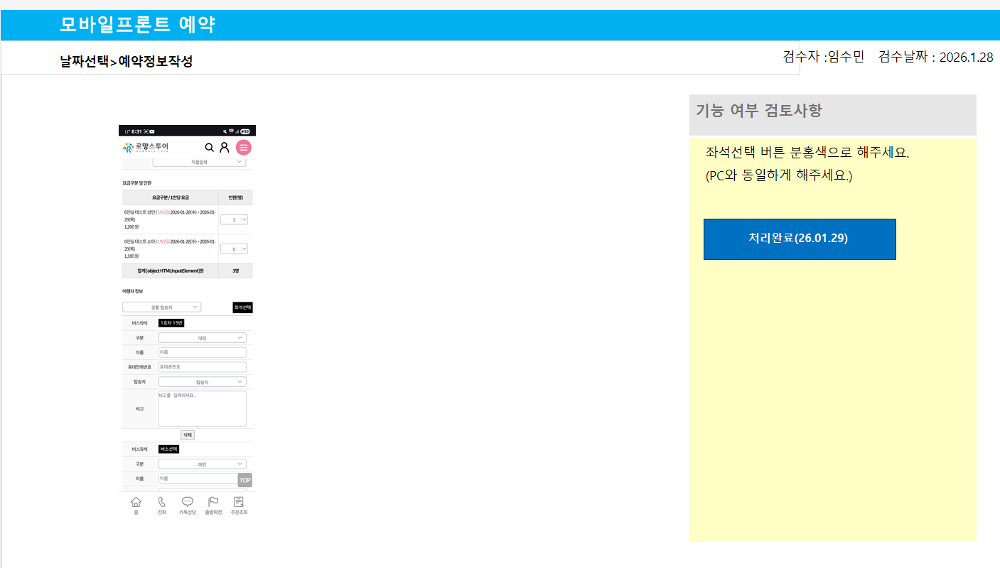 모바일프론트 예약
날짜선택>예약정보작성
검수자 :임수민 검수날짜 : 2026.1.28
기능 여부 검토사항
좌석선택 버튼 분홍색으로 해주세요.
(PC와 동일하게 해주세요.)
처리완료(26.01.29)
U+ 6:31
92
로망스투어
ROMANCE TOUR
직접입력
요금구분 및 인원
요금구분 / 1인당 요금 인원(명)
6인실 테스트 성인 / 1박2일 2026-01-28(수) ~ 2026-01-
29(목)
1,200 원
3
6인실 테스트 소아 / 1박2일 2026-01-28(수) ~ 2026-01-
29(목)
1,100 원
0
합계 [object HTMLInputElement]원 3명
여행자 정보
공통 탑승지 좌석선택
버스좌석 1호차 15번
구분 대인
이름 이름
휴대전화번호 휴대폰번호
탑승지 탑승지
비고 비고를 입력하세요.
삭제
버스좌석 버스선택
구분 대인
이름 이름
TOP
홈 전화 카톡상담 출발확정 주문조회